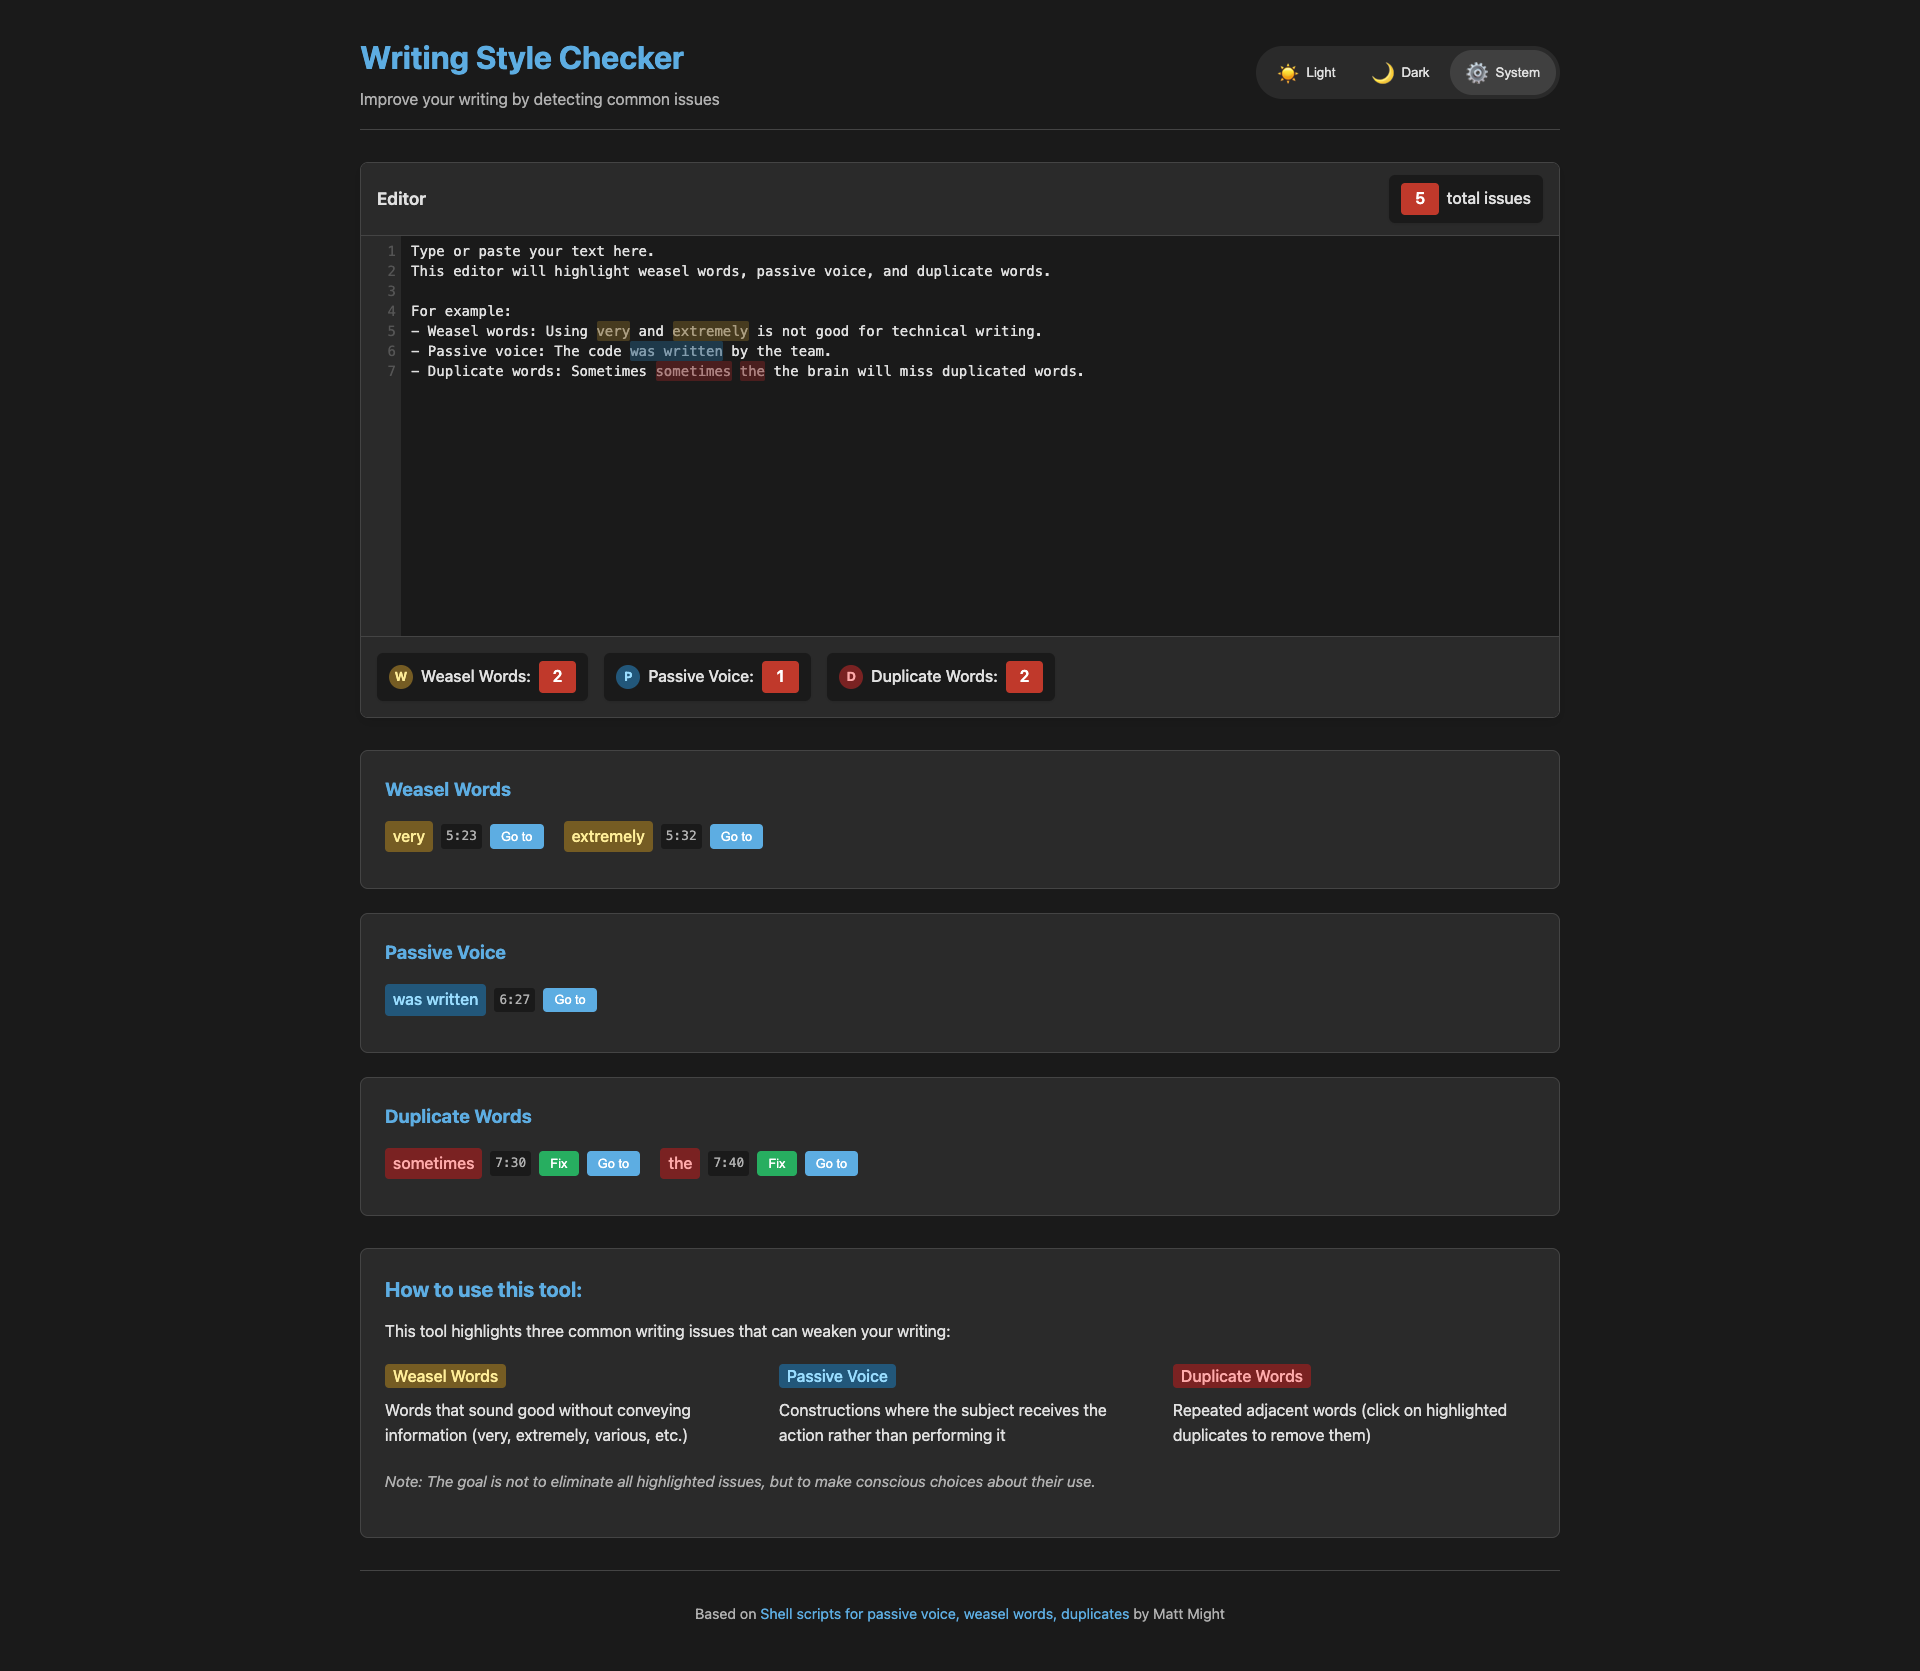 Writing Style Checker
Improve your writing by detecting common issues
Light Dark System
Editor
5 total issues
1 Type or paste your text here.
2 This editor will highlight weasel words, passive voice, and duplicate words.
3
4 For example:
5 - Weasel words: Using very and extremely is not good for technical writing.
6 - Passive voice: The code was written by the team.
7 - Duplicate words: Sometimes sometimes the the brain will miss duplicated words.
W Weasel Words: 2 P Passive Voice: 1 D Duplicate Words: 2
Weasel Words
very 5:23 Go to extremely 5:32 Go to
Passive Voice
was written 6:27 Go to
Duplicate Words
sometimes 7:30 Fix Go to the 7:40 Fix Go to
How to use this tool:
This tool highlights three common writing issues that can weaken your writing:
Weasel Words
Words that sound good without conveying
information (very, extremely, various, etc.)
Passive Voice
Constructions where the subject receives the
action rather than performing it
Duplicate Words
Repeated adjacent words (click on highlighted
duplicates to remove them)
Note: The goal is not to eliminate all highlighted issues, but to make conscious choices about their use.
Based on Shell scripts for passive voice, weasel words, duplicates by Matt Might